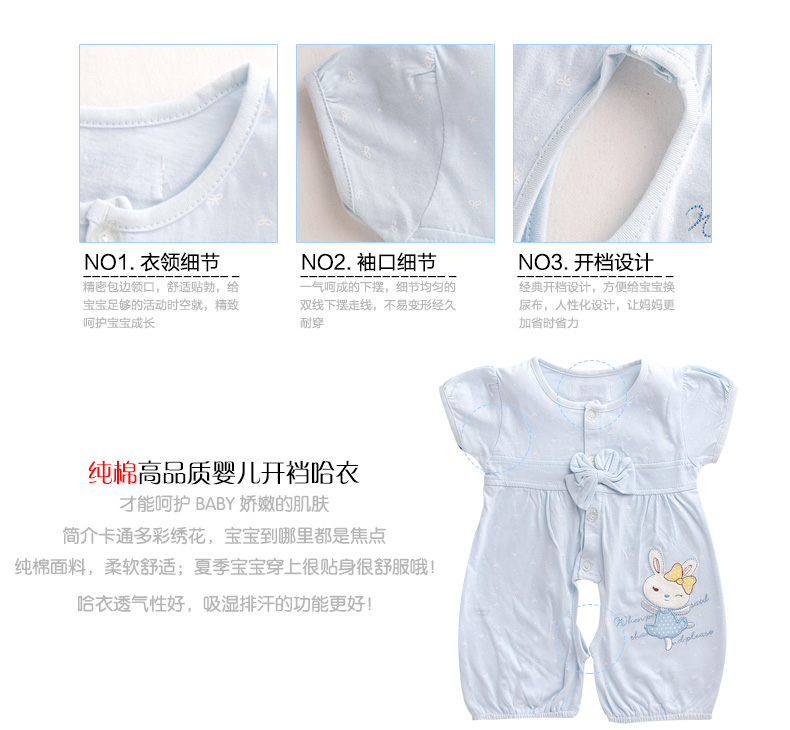 NO1. 衣领细节
精密包边领口，舒适贴勃，给
宝宝足够的活动时空就，精致
呵护宝宝成长
NO2. 袖口细节
一气呵成的下摆，细节均匀的
双线下摆走线，不易变形经久
耐穿
NO3. 开档设计
经典开档设计，方便给宝宝换
尿布，人性化设计，让妈妈更
加省时省力
纯棉高品质婴儿开裆哈衣
才能呵护 BABY 娇嫩的肌肤
简介卡通多彩绣花，宝宝到哪里都是焦点
纯棉面料，柔软舒适；夏季宝宝穿上很贴身很舒服哦！
哈衣透气性好，吸湿排汗的功能更好！
said
please